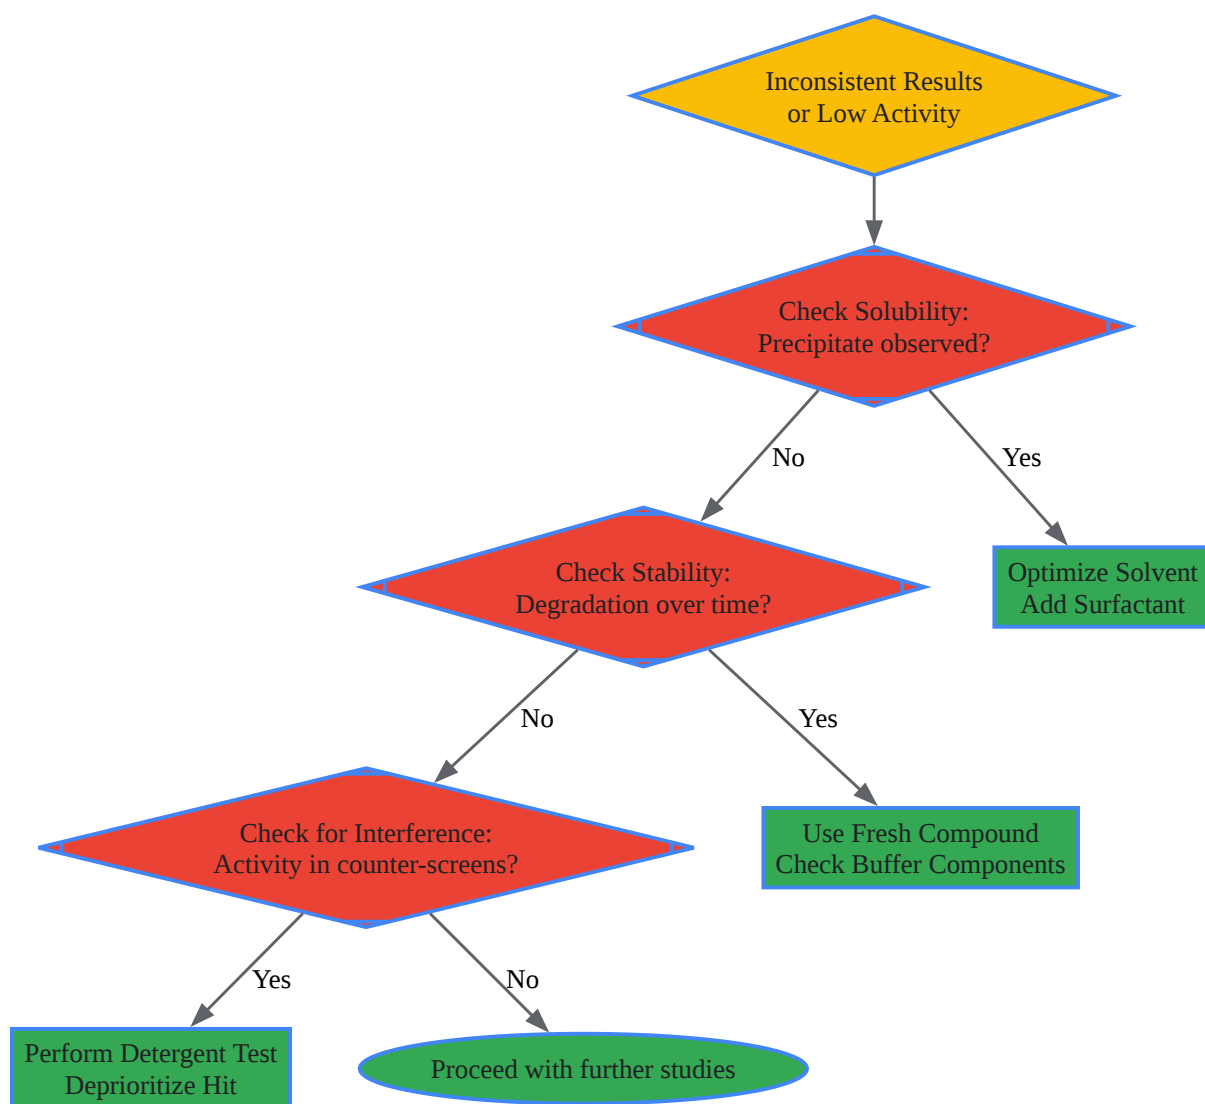 Inconsistent Results
or Low Activity
Check Solubility:
Precipitate observed?
No
Yes
Check Stability:
Degradation over time?
Optimize Solvent
Add Surfactant
No
Yes
Check for Interference:
Activity in counter-screens?
Use Fresh Compound
Check Buffer Components
Yes
No
Perform Detergent Test
Deprioritize Hit
Proceed with further studies